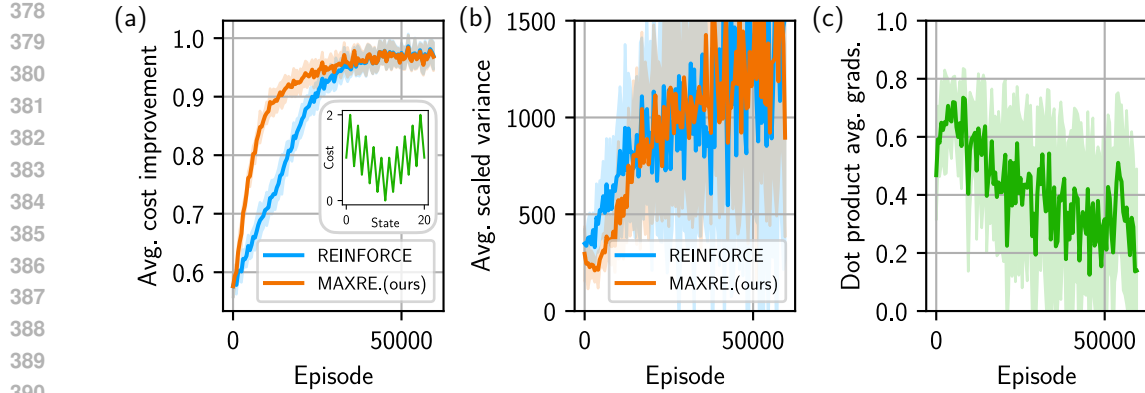 378
379
380
381
382
383
384
385
386
387
388
389
390
(a)
Avg. cost improvement
1.0
0.9
0.8
0.7
0.6
0
50000
Episode
Cost
2
0
0
20
State
REINFORCE
MAXRE.(ours)
(b)
Avg. scaled variance
1500
1000
500
0
0
50000
Episode
REINFORCE
MAXRE.(ours)
(c)
Dot product avg. grads.
1.0
0.8
0.6
0.4
0.2
0.0
0
50000
Episode